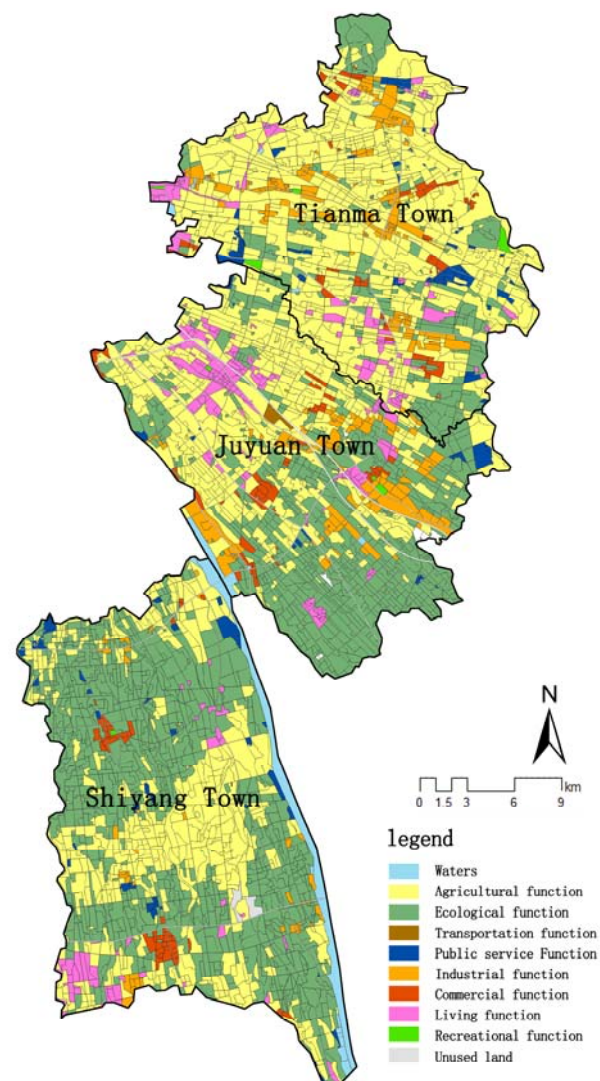 Tianma Town
Juyuan Town
Shiyang Town
N
km
0 1.5 3 6 9
legend
Waters
Agricultural function
Ecological function
Transportation function
Public service Function
Industrial function
Commercial function
Living function
Recreational function
Unused land